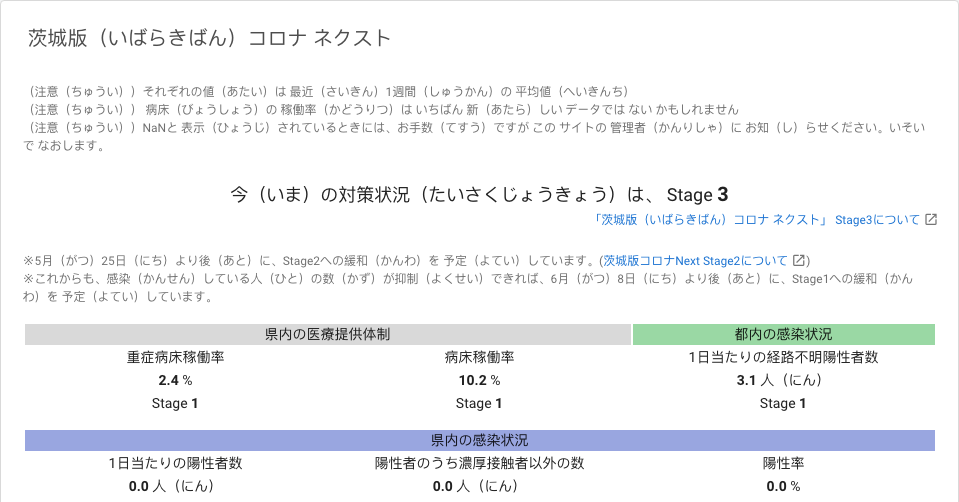 茨城版（いばらきばん）コロナ ネクスト
（注意（ちゅうい））それぞれの値（あたい）は 最近（さいきん）1週間（しゅうかん）の 平均値（へいきんち）
（注意（ちゅうい）） 病床（びょうしょう）の 稼働率（かどうりつ）は いちばん 新（あたら）しい データでは ない かもしれません
（注意（ちゅうい））NaNと 表示（ひょうじ）されているときには、お手数（てすう）ですが この サイトの 管理者（かんりしゃ）に お知（し）らせください。いそい
で なおします。
今（いま）の対策状況（たいさくじょうきょう）は、 Stage 3
「茨城版（いばらきばん）コロナ ネクスト」 Stage3について
※5月（がつ）25日（にち）より後（あと）に、Stage2への緩和（かんわ）を 予定（よてい）しています。(茨城版コロナNext Stage2について )
※これからも、感染（かんせん）している人（ひと）の数（かず）が抑制（よくせい）できれば、6月（がつ）8日（にち）より後（あと）に、Stage1への緩和（かん
わ）を 予定（よてい）しています。
県内の医療提供体制 都内の感染状況
重症病床稼働率 病床稼働率 1日当たりの経路不明陽性者数
2.4 % 10.2 % 3.1 人（にん）
Stage 1 Stage 1 Stage 1
県内の感染状況
1日当たりの陽性者数 陽性者のうち濃厚接触者以外の数 陽性率
0.0 人（にん） 0.0 人（にん） 0.0 %